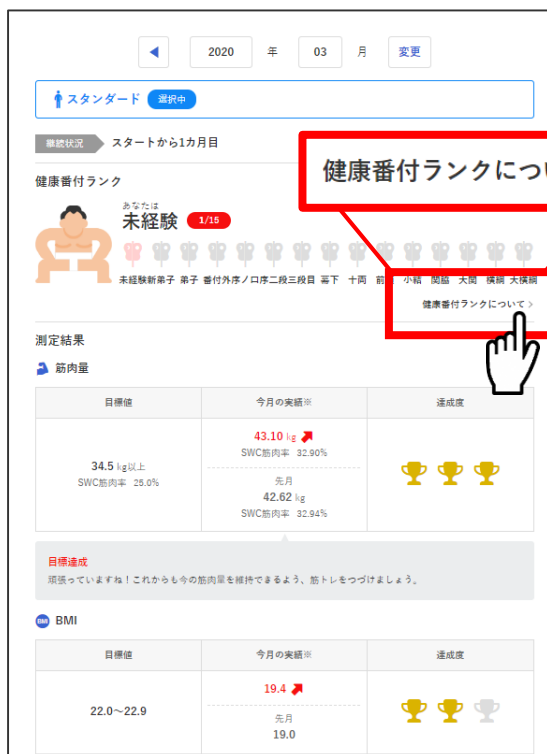 ◀ 2020 年 03 月 変更
スタンダード 選択中
継続状況 スタートから1カ月目
健康番付ランクにつ
健康番付ランク
あなたは
未経験 1/15
未経験 新弟子 弟子 番付外 序ノ口 序二段 三段目 幕下 十両 前 小結 関脇 大関 横綱 大横綱
健康番付ランクについて >
測定結果
筋肉量
目標値 今月の実績※ 達成度
43.10 kg
SWC筋肉率 32.90%
34.5 kg以上
SWC筋肉率 25.0%
先月
42.62 kg
SWC筋肉率 32.94%
目標達成
頑張っていますね！これからも今の筋肉量を維持できるよう、筋トレをつづけましょう。
BMI BMI
目標値 今月の実績※ 達成度
19.4
22.0〜22.9
先月
19.0